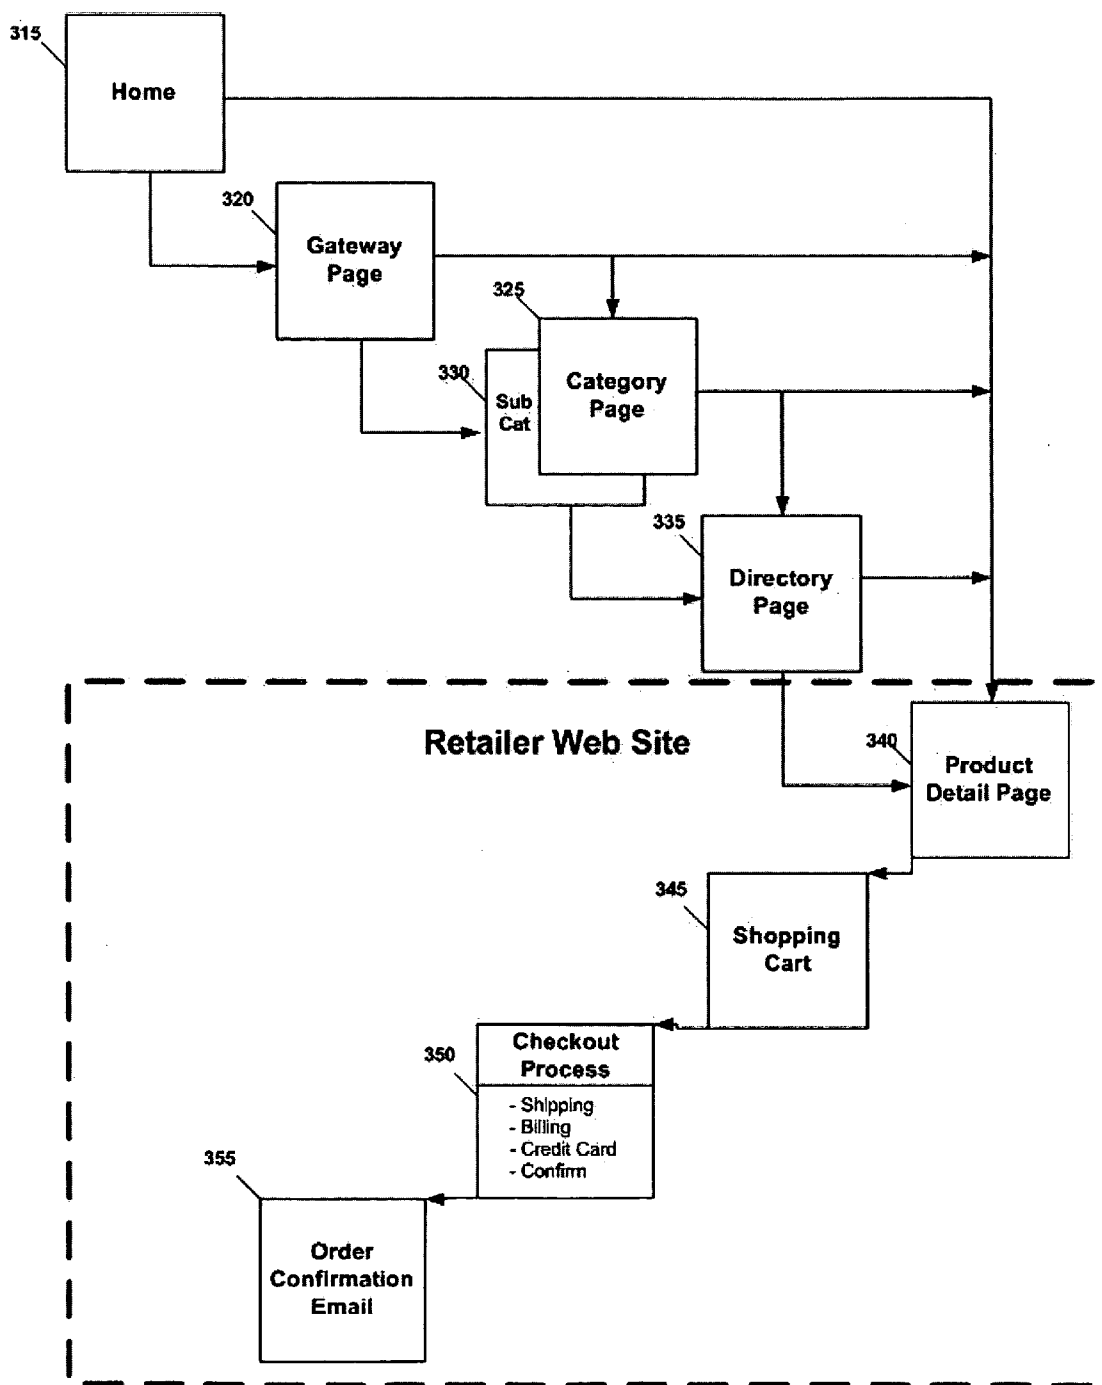 315
Home
320
Gateway
Page
325
Category
Page
330
Sub
Cat
335
Directory
Page
Retailer Web Site
340
Product
Detail Page
345
Shopping
Cart
350
Checkout
Process
- Shipping
- Billing
- Credit Card
- Confirm
355
Order
Confirmation
Email